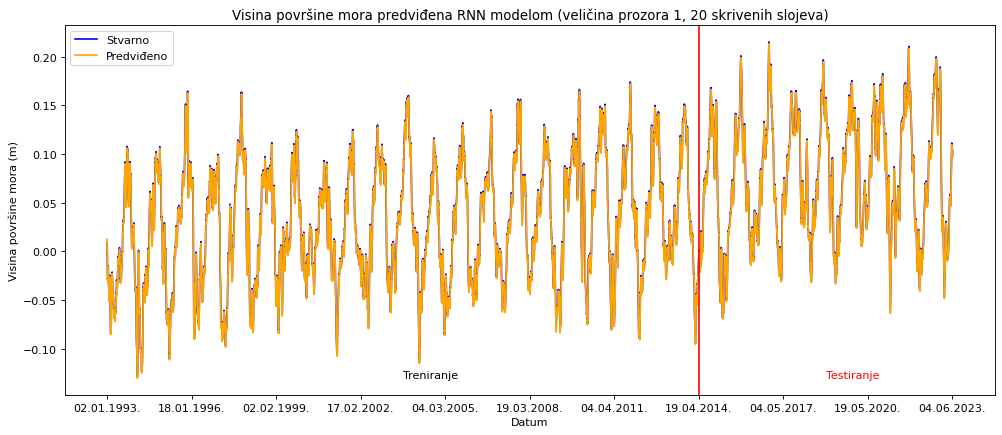 Visina površine mora predviđena RNN modelom (veličina prozora 1, 20 skrivenih slojeva)
Stvarno
Predviđeno
Visina površine mora (m)
0.20
0.15
0.10
0.05
0.00
−0.05
−0.10
Treniranje
Testiranje
02.01.1993. 18.01.1996. 02.02.1999. 17.02.2002. 04.03.2005. 19.03.2008. 04.04.2011. 19.04.2014. 04.05.2017. 19.05.2020. 04.06.2023.
Datum